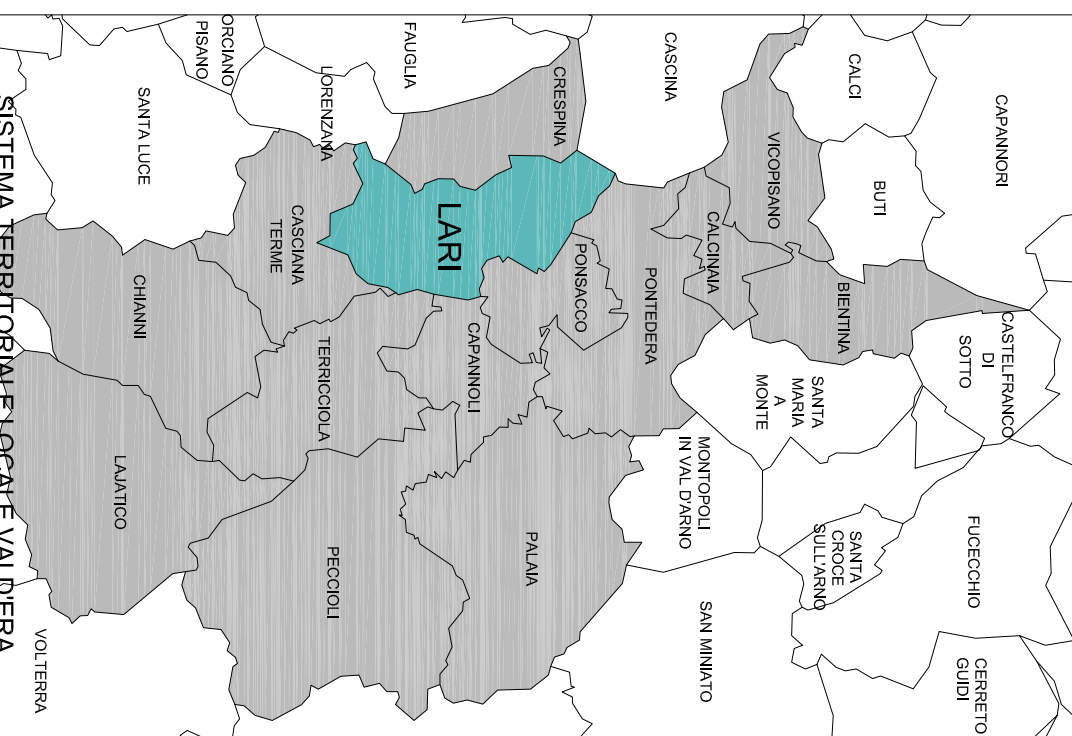 CAPANNORI
CASTELFRANCO
DI
SOTTO
FUCECCHIO
CERRETO
GUIDI
CALCI
BUTI
BIENTINA
SANTA
CROCE
SULL'ARNO
SANTA
MARIA
A
MONTE
VICOPISANO
CALCINAIA
MONTOPOLI
IN VAL D'ARNO
SAN MINIATO
CASCINA
PONTEDERA
PONSACCO
CRESPINA
PALAIA
CAPANNOLI
LARI
FAUGLIA
LORENZANA
TERRICCIOLA
PECCIOLI
CASCIANA
TERME
ORCIANO
PISANO
SANTA LUCE
CHIANNI
LAJATICO
VOLTERRA
SISTEMA TERRITORIALE LOCALE VAL D'ERA